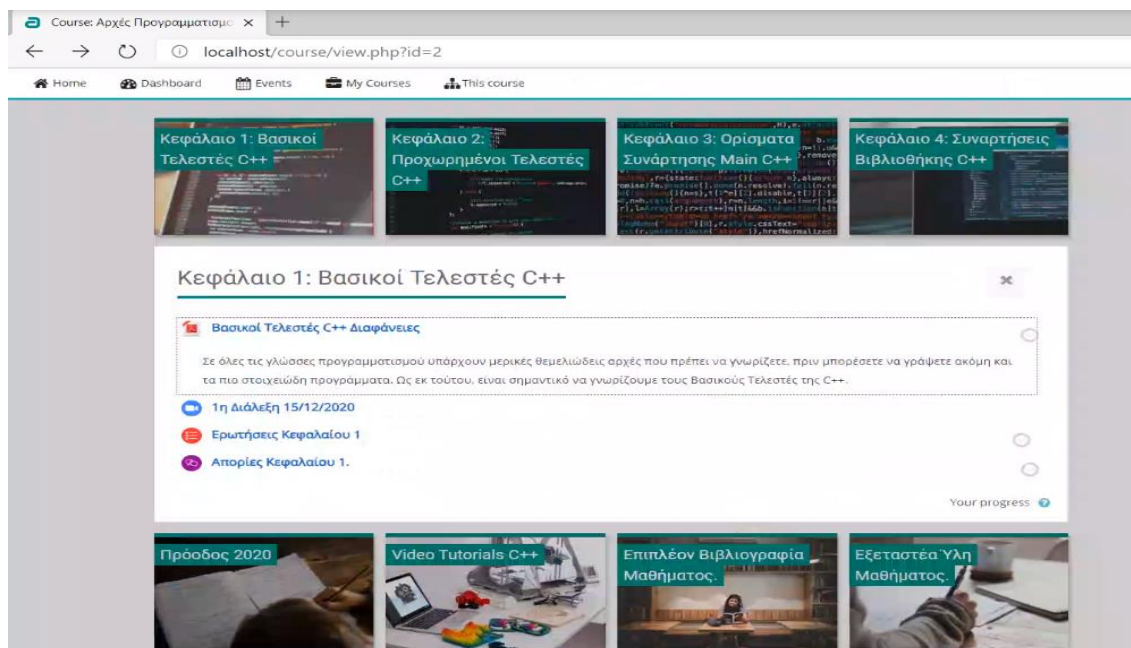 Course: Αρχές Προγραμματισμο
localhost/course/view.php?id=2
Home Dashboard Events My Courses This course
Κεφάλαιο 1: Βασικοί
Τελεστές C++
Κεφάλαιο 2:
Προχωρημένοι Τελεστές
C++
Κεφάλαιο 3: Ορίσματα
Συνάρτησης Main C++
Κεφάλαιο 4: Συναρτήσεις
Βιβλιοθήκης C++
Κεφάλαιο 1: Βασικοί Τελεστές C++
Βασικοί Τελεστές C++ Διαφάνειες
Σε όλες τις γλώσσες προγραμματισμού υπάρχουν μερικές θεμελιώδεις αρχές που πρέπει να γνωρίζετε, πριν μπορέσετε να γράψετε ακόμη και
τα πιο στοιχειώδη προγράμματα. Ως εκ τούτου, είναι σημαντικό να γνωρίζουμε τους Βασικούς Τελεστές της C++.
1η Διάλεξη 15/12/2020
Ερωτήσεις Κεφαλαίου 1
Απορίες Κεφαλαίου 1.
Your progress
Πρόοδος 2020
Video Tutorials C++
Επιπλέον Βιβλιογραφία
Μαθήματος.
Εξεταστέα Ύλη
Μαθήματος.